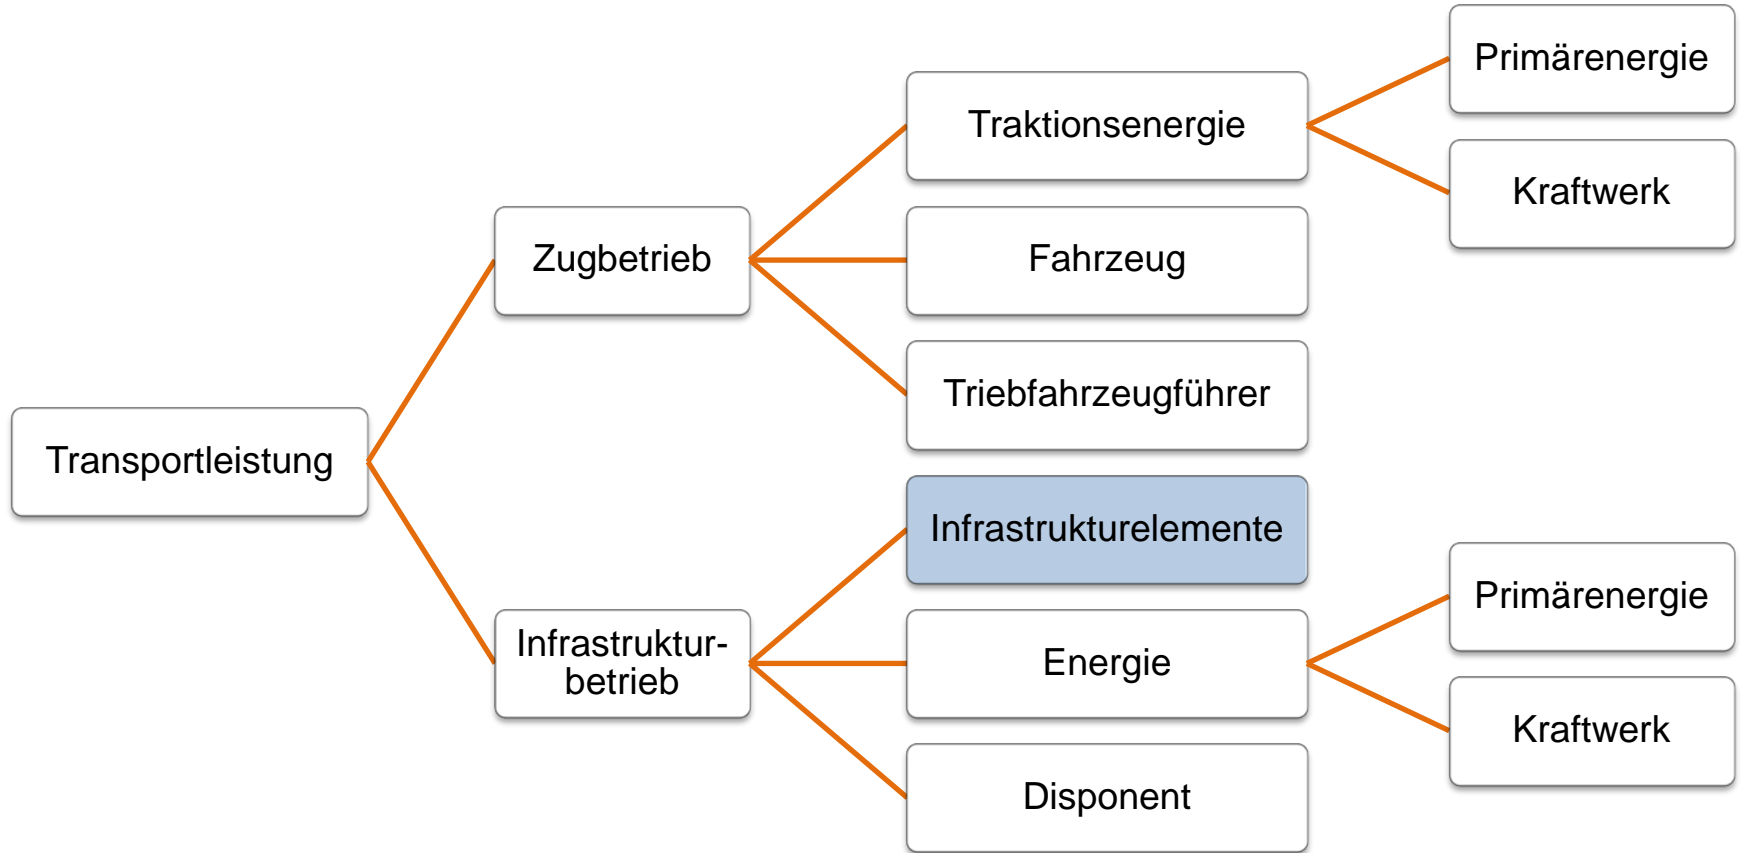 Primärenergie
Traktionsenergie
Kraftwerk
Zugbetrieb
Fahrzeug
Triebfahrzeugführer
Transportleistung
Infrastrukturelemente
Primärenergie
Infrastruktur-
betrieb
Energie
Kraftwerk
Disponent